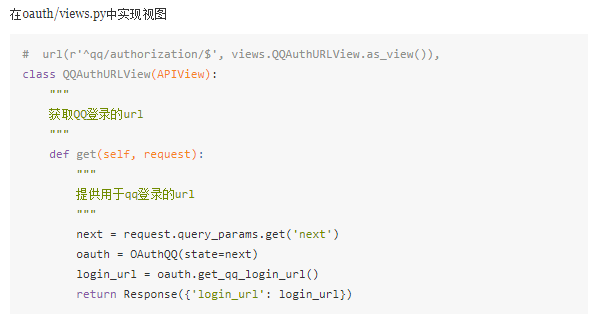 在oauth/views.py中实现视图
#  url(r'^qq/authorization/$', views.QQAuthURLView.as_view()),
class QQAuthURLView(APIView):
    """
    获取QQ登录的url
    """
    def get(self, request):
        """
        提供用于qq登录的url
        """
        next = request.query_params.get('next')
        oauth = OAuthQQ(state=next)
        login_url = oauth.get_qq_login_url()
        return Response({'login_url': login_url})